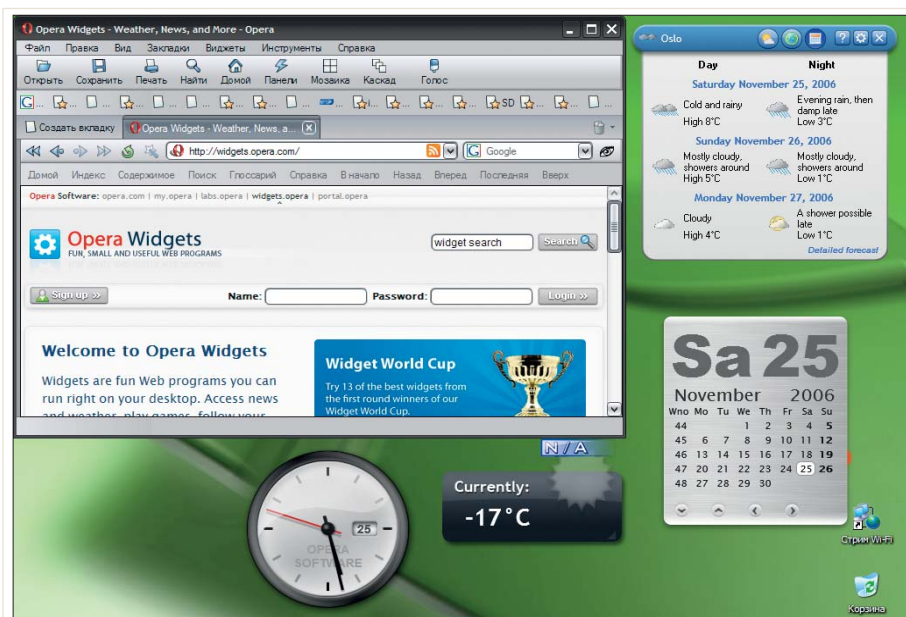 Opera Widgets - Weather, News, and More - Opera
Файл Правка Вид Закладки Виджеты Инструменты Справка
Открыть Сохранить Печать Найти Домой Панели Мозаика Каскад Голос
SD
Создать вкладку Opera Widgets - Weather, News, a...
http://widgets.opera.com/ Google
Домой Индекс Содержимое Поиск Глоссарий Справка В начало Назад Вперед Последняя Вверх
Opera Software: opera.com | my.opera | labs.opera | widgets.opera | portal.opera
Opera Widgets
FUN, SMALL AND USEFUL WEB PROGRAMS
widget search Search
Sign up »
Name: Password: Login »
Welcome to Opera Widgets
Widgets are fun Web programs you can
run right on your desktop. Access news
and weather, play games, follow your
Widget World Cup
Try 13 of the best widgets from
the first round winners of our
Widget World Cup.
Oslo
Day Night
Saturday November 25, 2006
Cold and rainy
High 8°C
Evening rain, then
damp late
Low 3°C
Sunday November 26, 2006
Mostly cloudy,
showers around
High 5°C
Mostly cloudy,
showers around
Low 1°C
Monday November 27, 2006
Cloudy
High 4°C
A shower possible
late
Low 1°C
Detailed forecast
Sa 25
November 2006
Wno Mo Tu We Th Fr Sa Su
44 1 2 3 4 5
45 6 7 8 9 10 11 12
46 13 14 15 16 17 18 19
47 20 21 22 23 24 25 26
48 27 28 29 30
N/A
Currently:
-17°C
25
OPERA
SOFTWARE
Стрим Wi-Fi
Корзина